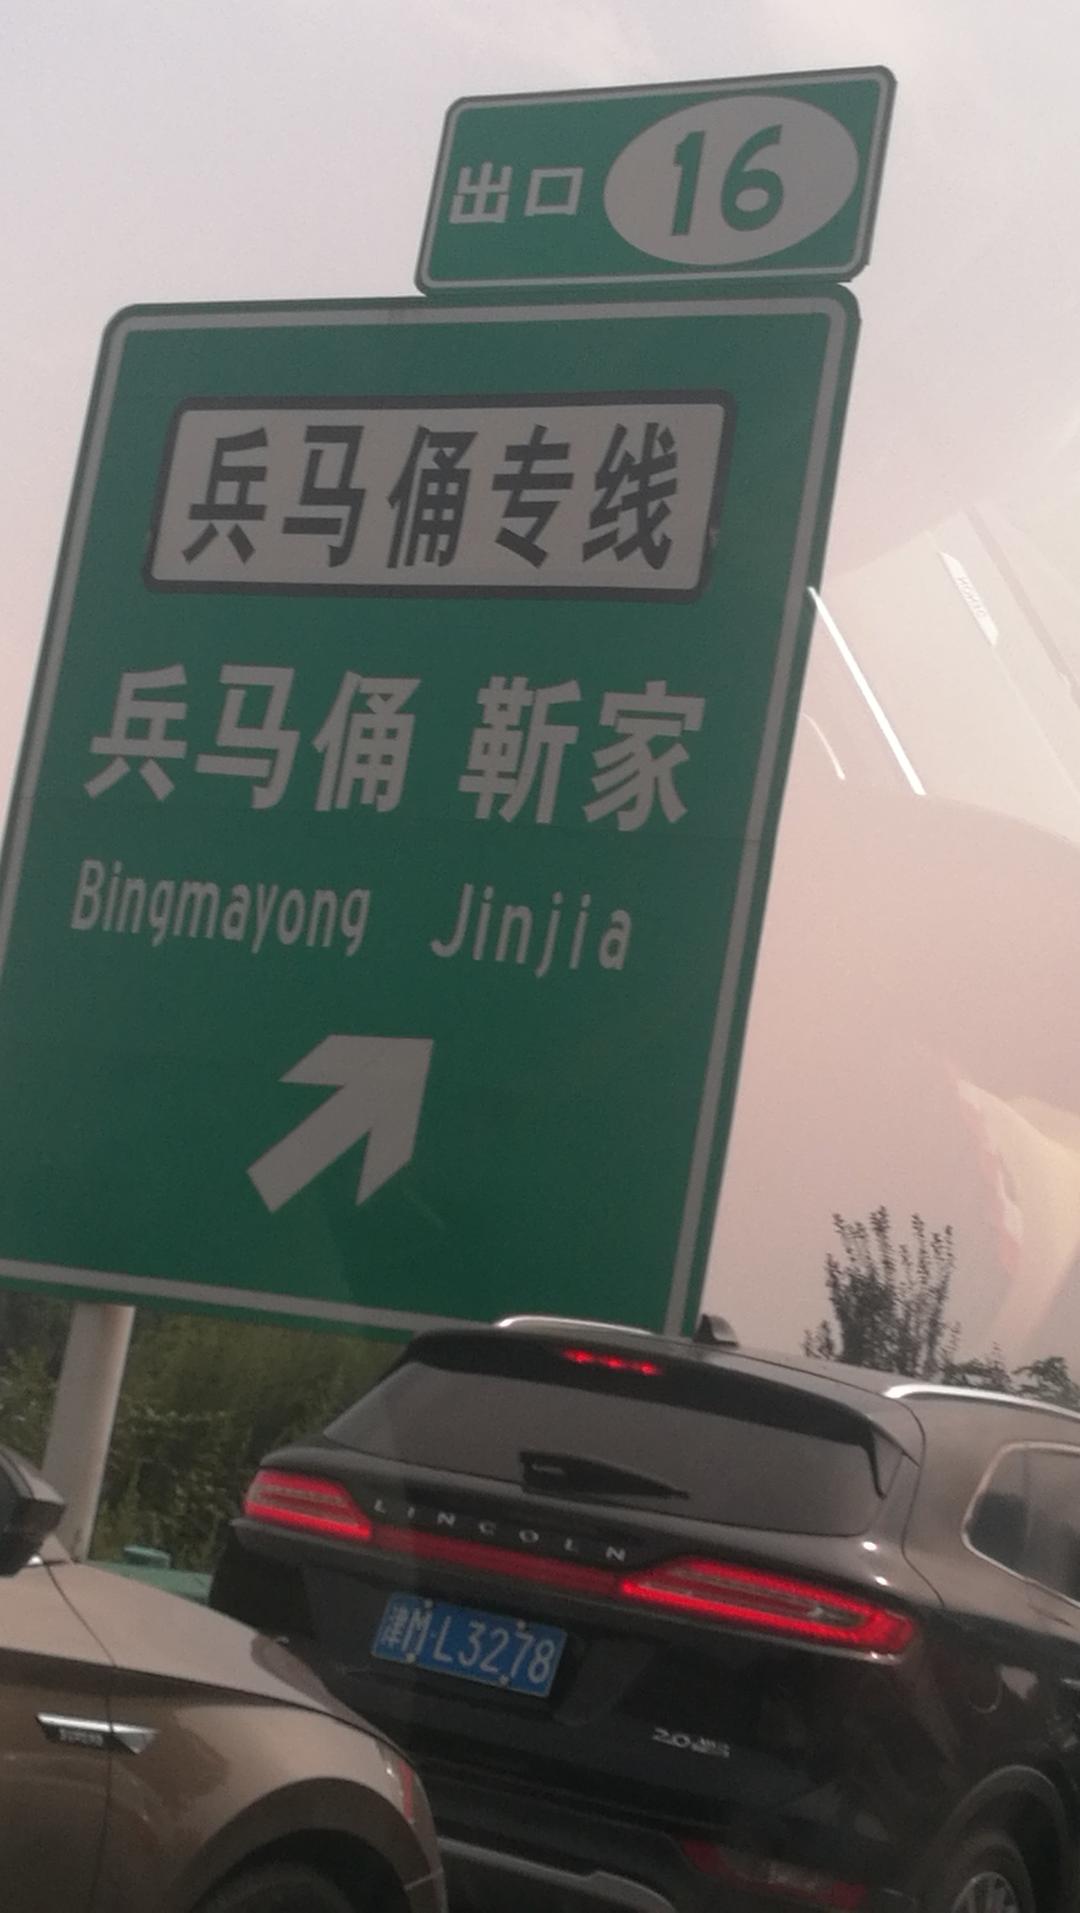 出口 16
兵马俑专线
兵马俑 靳家
Bingmayong Jinjia
LINCOLN
津M·L3278